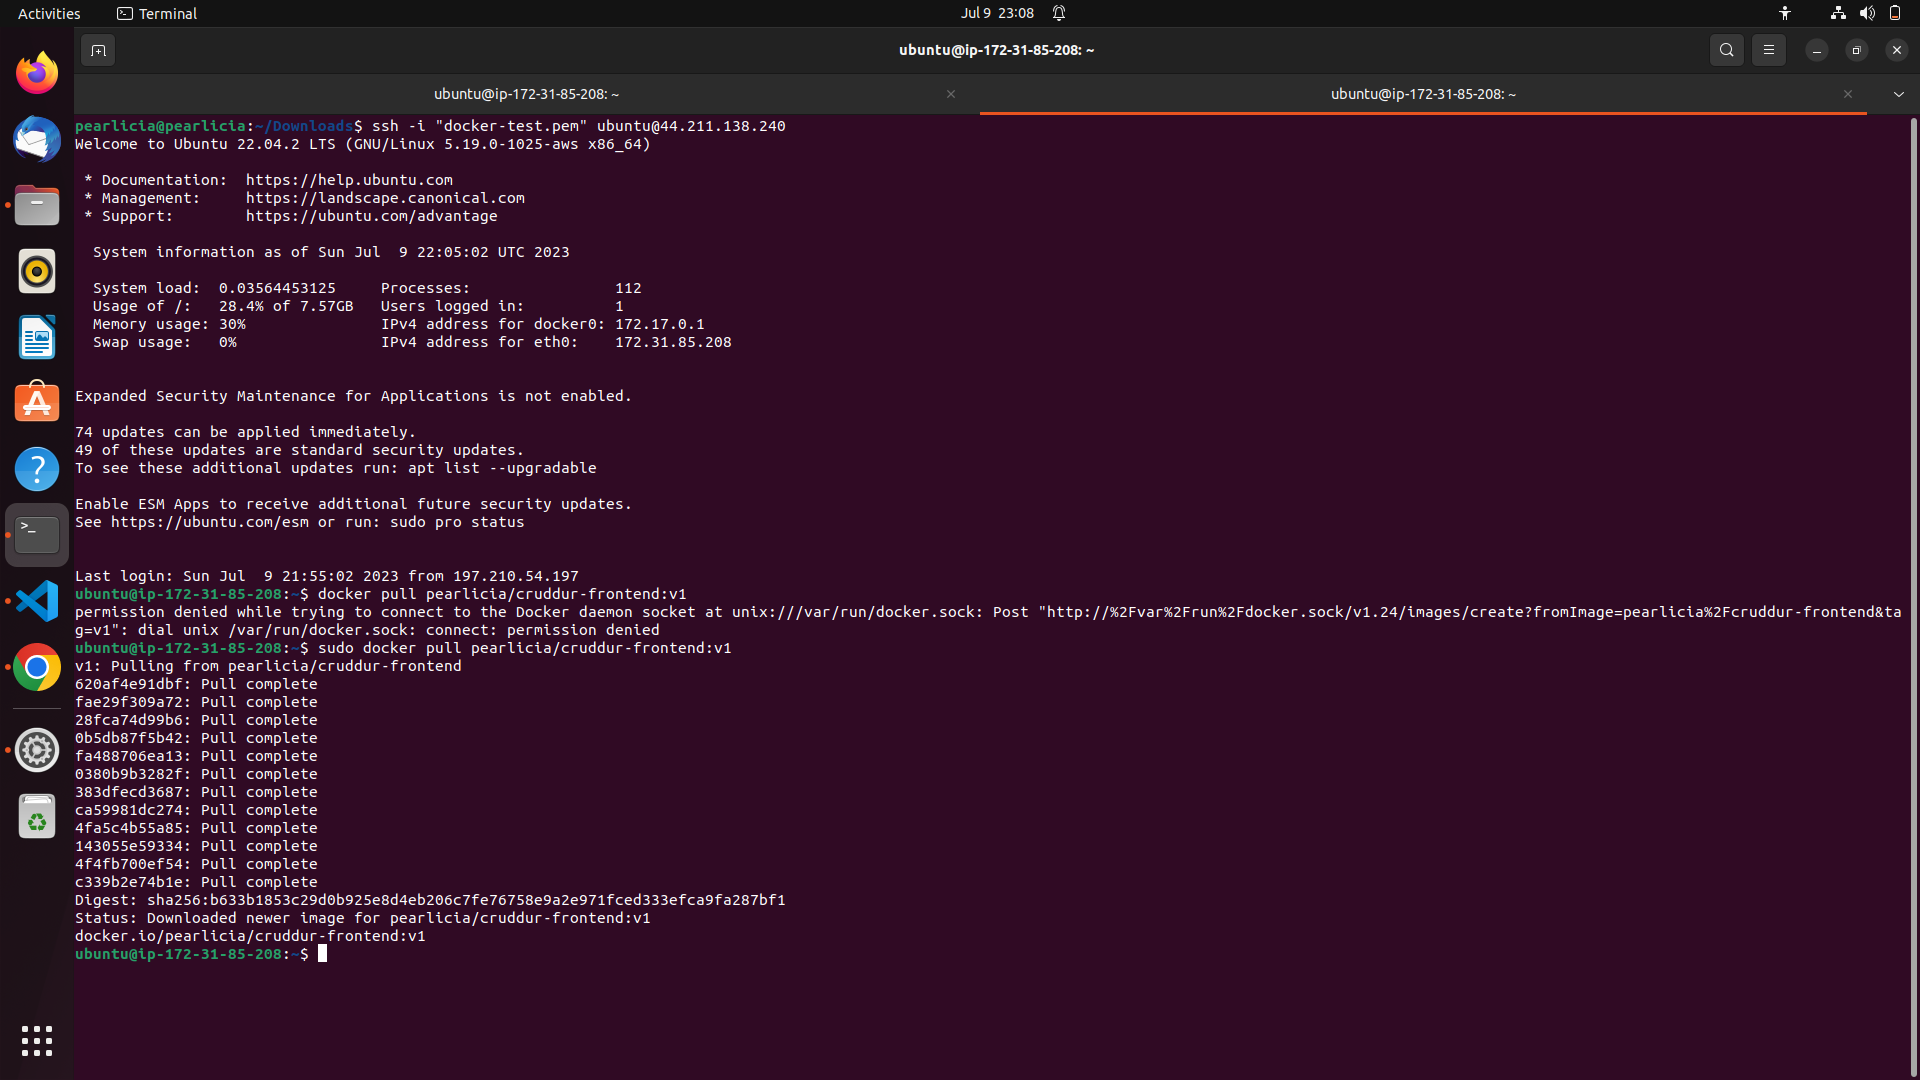 Activities
Terminal
Jul 9 23:08
ubuntu@ip-172-31-85-208: ~
ubuntu@ip-172-31-85-208: ~
ubuntu@ip-172-31-85-208: ~
pearlicia@pearlicia:~/Downloads$ ssh -i "docker-test.pem" ubuntu@44.211.138.240
Welcome to Ubuntu 22.04.2 LTS (GNU/Linux 5.19.0-1025-aws x86_64)
* Documentation:  https://help.ubuntu.com
* Management:     https://landscape.canonical.com
* Support:        https://ubuntu.com/advantage
System information as of Sun Jul  9 22:05:02 UTC 2023
System load:  0.03564453125     Processes:                112
Usage of /:   28.4% of 7.57GB   Users logged in:          1
Memory usage: 30%               IPv4 address for docker0: 172.17.0.1
Swap usage:   0%                IPv4 address for eth0:    172.31.85.208
Expanded Security Maintenance for Applications is not enabled.
74 updates can be applied immediately.
49 of these updates are standard security updates.
To see these additional updates run: apt list --upgradable
Enable ESM Apps to receive additional future security updates.
See https://ubuntu.com/esm or run: sudo pro status
Last login: Sun Jul  9 21:55:02 2023 from 197.210.54.197
ubuntu@ip-172-31-85-208:~$ docker pull pearlicia/cruddur-frontend:v1
permission denied while trying to connect to the Docker daemon socket at unix:///var/run/docker.sock: Post "http://%2Fvar%2Frun%2Fdocker.sock/v1.24/images/create?fromImage=pearlicia%2Fcruddur-frontend&ta
g=v1": dial unix /var/run/docker.sock: connect: permission denied
ubuntu@ip-172-31-85-208:~$ sudo docker pull pearlicia/cruddur-frontend:v1
v1: Pulling from pearlicia/cruddur-frontend
620af4e91dbf: Pull complete
fae29f309a72: Pull complete
28fca74d99b6: Pull complete
0b5db87f5b42: Pull complete
fa488706ea13: Pull complete
0380b9b3282f: Pull complete
383dfecd3687: Pull complete
ca59981dc274: Pull complete
4fa5c4b55a85: Pull complete
143055e59334: Pull complete
4f4fb700ef54: Pull complete
c339b2e74b1e: Pull complete
Digest: sha256:b633b1853c29d0b925e8d4eb206c7fe76758e9a2e971fced333efca9fa287bf1
Status: Downloaded newer image for pearlicia/cruddur-frontend:v1
docker.io/pearlicia/cruddur-frontend:v1
ubuntu@ip-172-31-85-208:~$